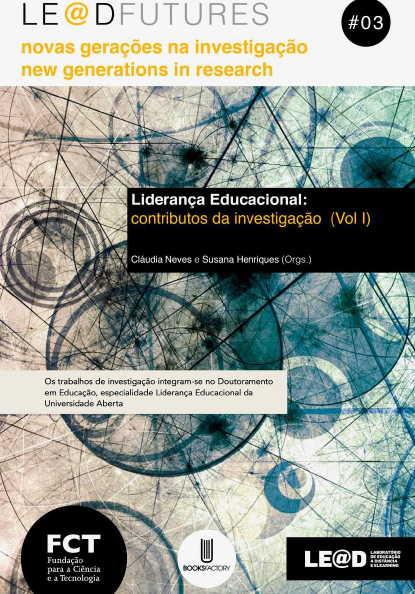 LE@DFUTURES
#03
novas gerações na investigação
new generations in research
Liderança Educacional:
contributos da investigação (Vol I)
Cláudia Neves e Susana Henriques (Orgs.)
Os trabalhos de investigação integram-se no Doutoramento
em Educação, especialidade Liderança Educacional da
Universidade Aberta
FCT
Fundação
para a Ciência
e a Tecnologia
BOOKSFACTORY
LE@D
LABORATÓRIO
DE EDUCAÇÃO
A DISTÂNCIA
E ELEARNING